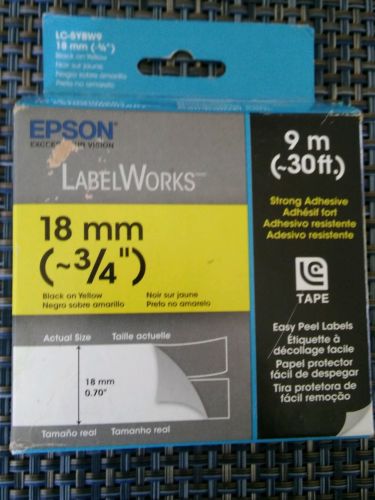 LC-5YBW9
18 mm (~¾")
Black on Yellow
Noir sur jaune
Negro sobre amarillo
Preto no amarelo
EPSON
EXCEED YOUR VISION
LABELWORKS
18 mm
(~3/4")
Black on Yellow Noir sur jaune
Negro sobre amarillo Preto no amarelo
Actual Size Taille actuelle
18 mm
0.70"
Tamaño real Tamanho real
9 m
(~30ft.)
Strong Adhesive
Adhésif fort
Adhesivo resistente
Adesivo resistente
LC
TAPE
Easy Peel Labels
Étiquette à
décollage facile
Papel protector
fácil de despegar
Tira protetora de
fácil remoção